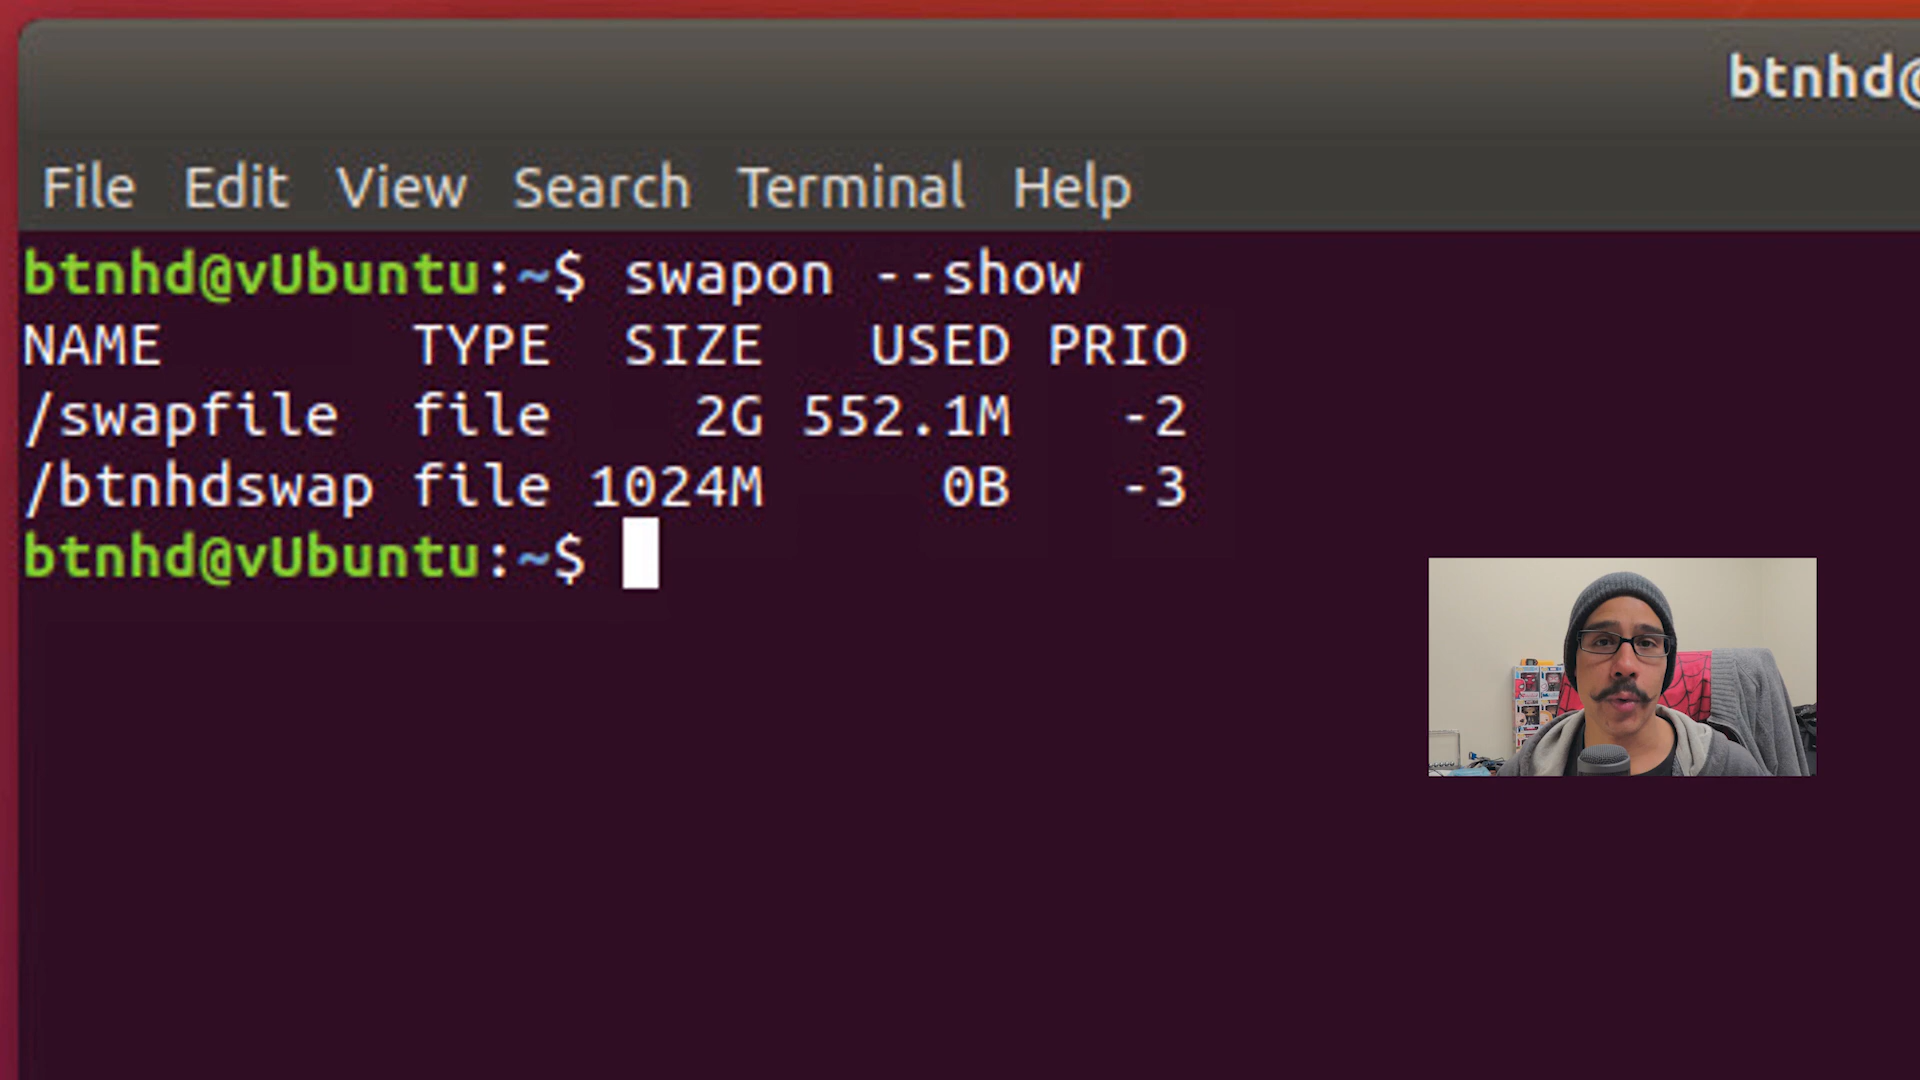 btnhd@
File Edit View Search Terminal Help
btnhd@vUbuntu:~$ swapon --show
NAME TYPE SIZE USED PRIO
/swapfile file 2G 552.1M -2
/btnhdswap file 1024M 0B -3
btnhd@vUbuntu:~$